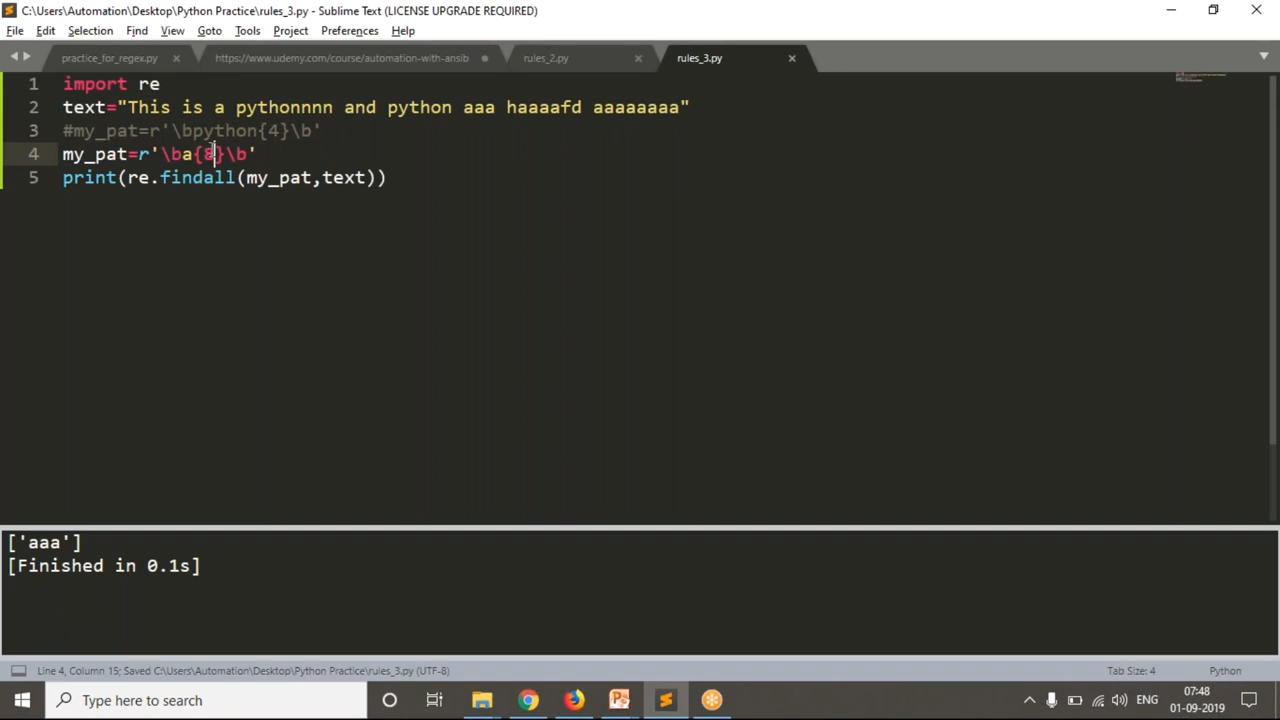 C:\Users\Automation\Desktop\Python Practice\rules_3.py - Sublime Text (LICENSE UPGRADE REQUIRED)
File Edit Selection Find View Goto Tools Project Preferences Help
practice_for_regex.py https://www.udemy.com/course/automation-with-ansib rules_2.py rules_3.py
1 import re
2 text="This is a pythonnnn and python aaa haaaafd aaaaaaaa"
3 #my_pat=r'\bpython{4}\b'
4 my_pat=r'\ba{8}\b'
5 print(re.findall(my_pat,text))
['aaa']
[Finished in 0.1s]
Line 4, Column 15; Saved C:\Users\Automation\Desktop\Python Practice\rules_3.py (UTF-8) Tab Size: 4 Python
Type here to search ENG 07:48
01-09-2019